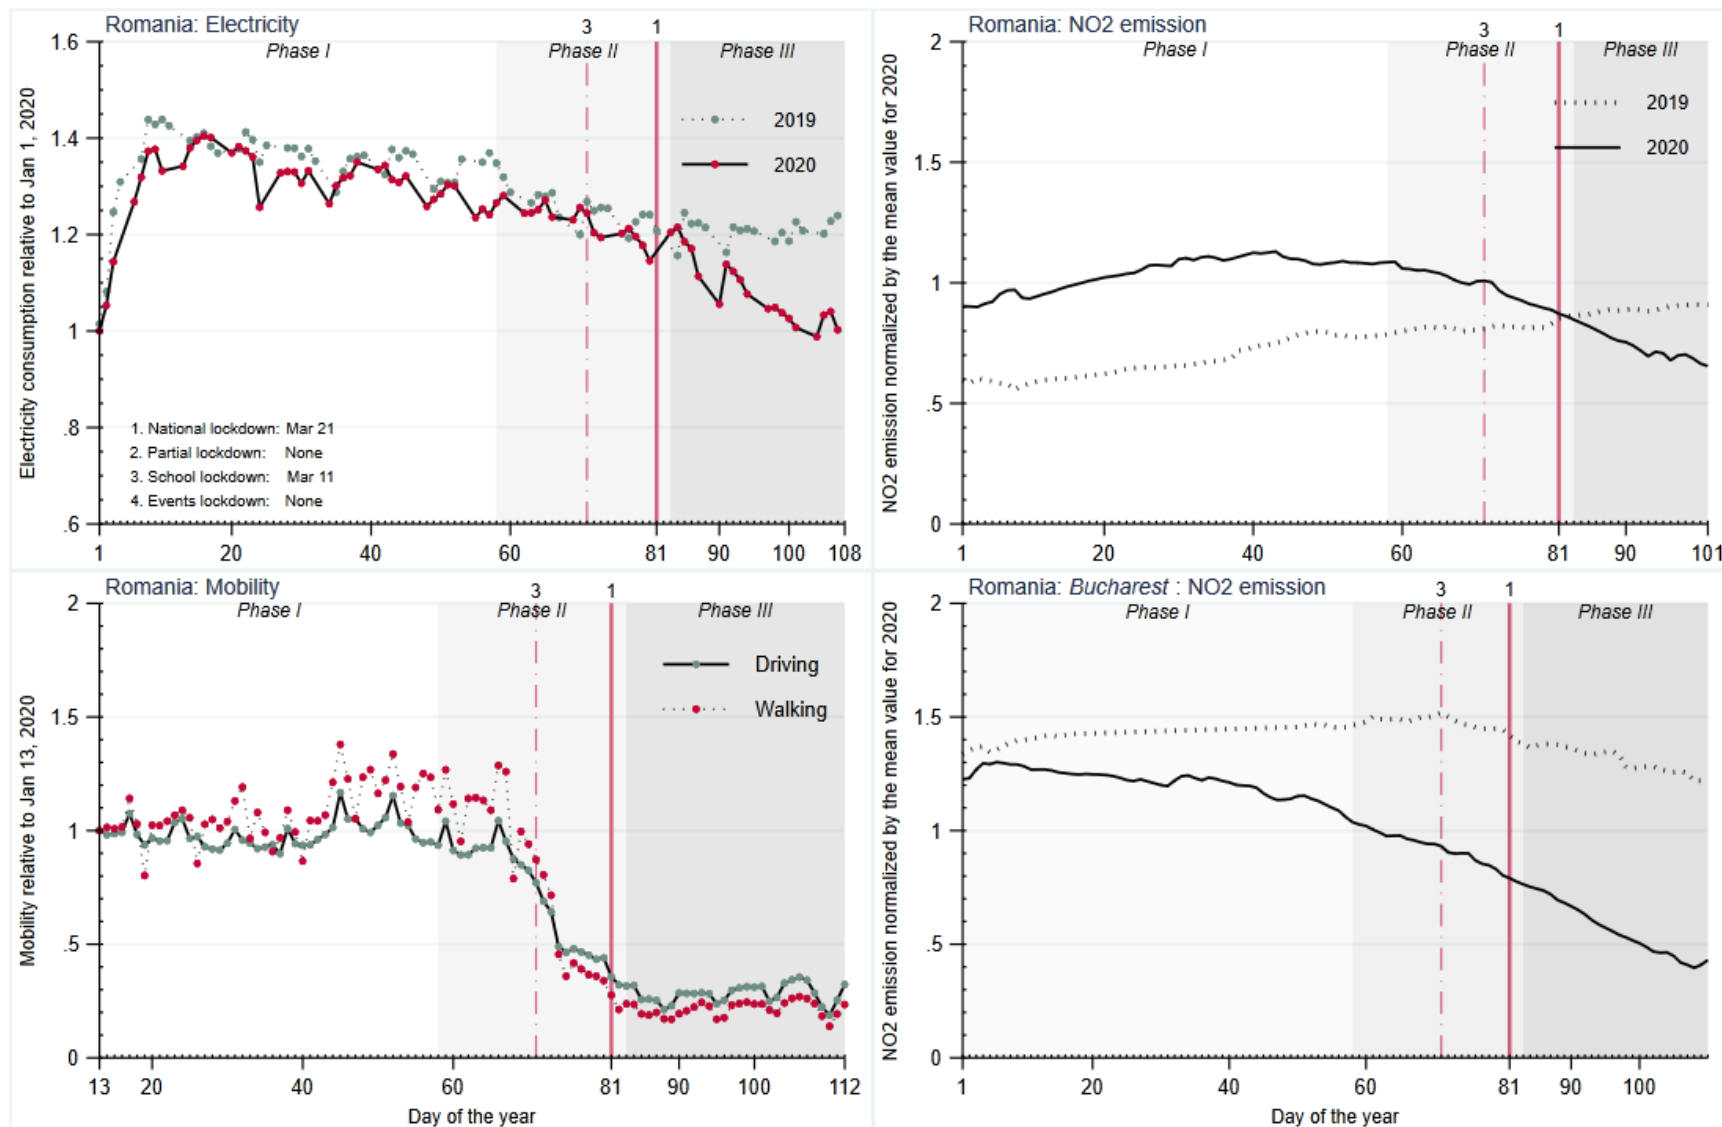 Romania: Electricity
3 1
1.6
Phase I Phase II Phase III
2019
2020
1.4
1.2
1
.8
.6
Electricity consumption relative to Jan 1, 2020
1. National lockdown: Mar 21
2. Partial lockdown: None
3. School lockdown: Mar 11
4. Events lockdown: None
1 20 40 60 81 90 100 108
Romania: NO2 emission
3 1
2
Phase I Phase II Phase III
2019
2020
1.5
1
.5
0
NO2 emission normalized by the mean value for 2020
1 20 40 60 81 90 101
Romania: Mobility
3 1
2
Phase I Phase II Phase III
Driving
Walking
1.5
1
.5
0
Mobility relative to Jan 13, 2020
13 20 40 60 81 90 100 112
Day of the year
Romania: Bucharest : NO2 emission
3 1
2
Phase I Phase II Phase III
1.5
1
.5
0
NO2 emission normalized by the mean value for 2020
1 20 40 60 81 90 100
Day of the year